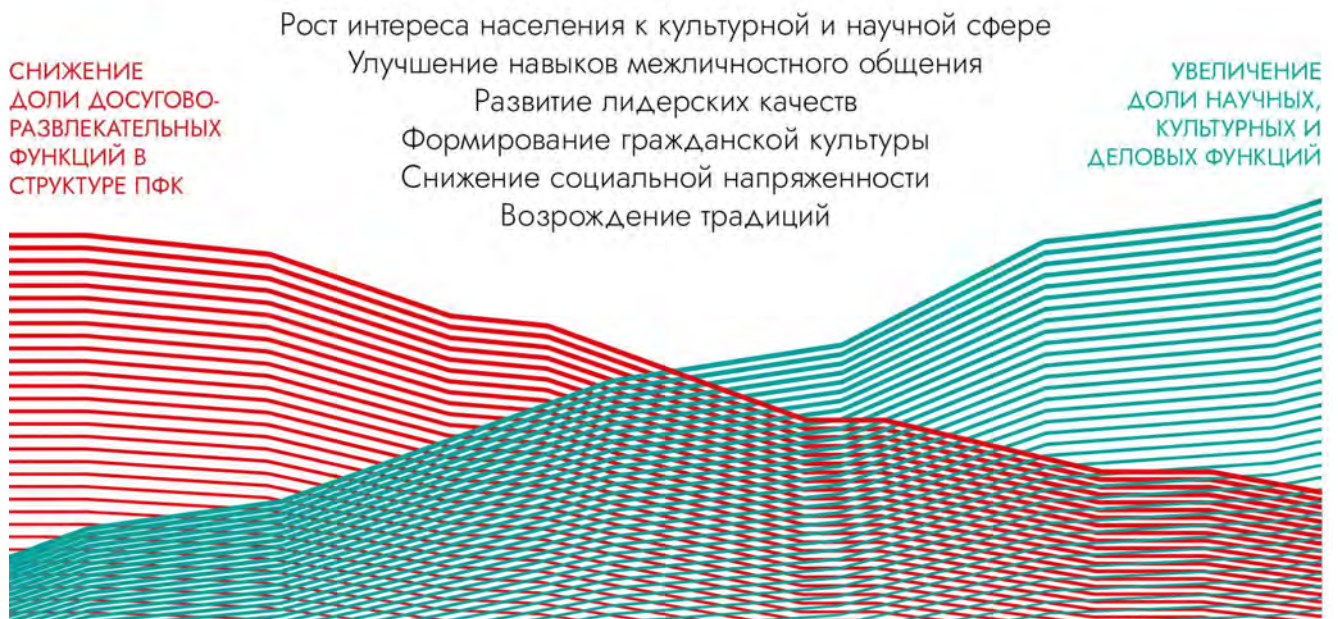 Рост интереса населения к культурной и научной сфере
Улучшение навыков межличностного общения
Развитие лидерских качеств
Формирование гражданской культуры
Снижение социальной напряженности
Возрождение традиций
СНИЖЕНИЕ
ДОЛИ ДОСУГОВО-
РАЗВЛЕКАТЕЛЬНЫХ
ФУНКЦИЙ В
СТРУКТУРЕ ПФК
УВЕЛИЧЕНИЕ
ДОЛИ НАУЧНЫХ,
КУЛЬТУРНЫХ И
ДЕЛОВЫХ ФУНКЦИЙ